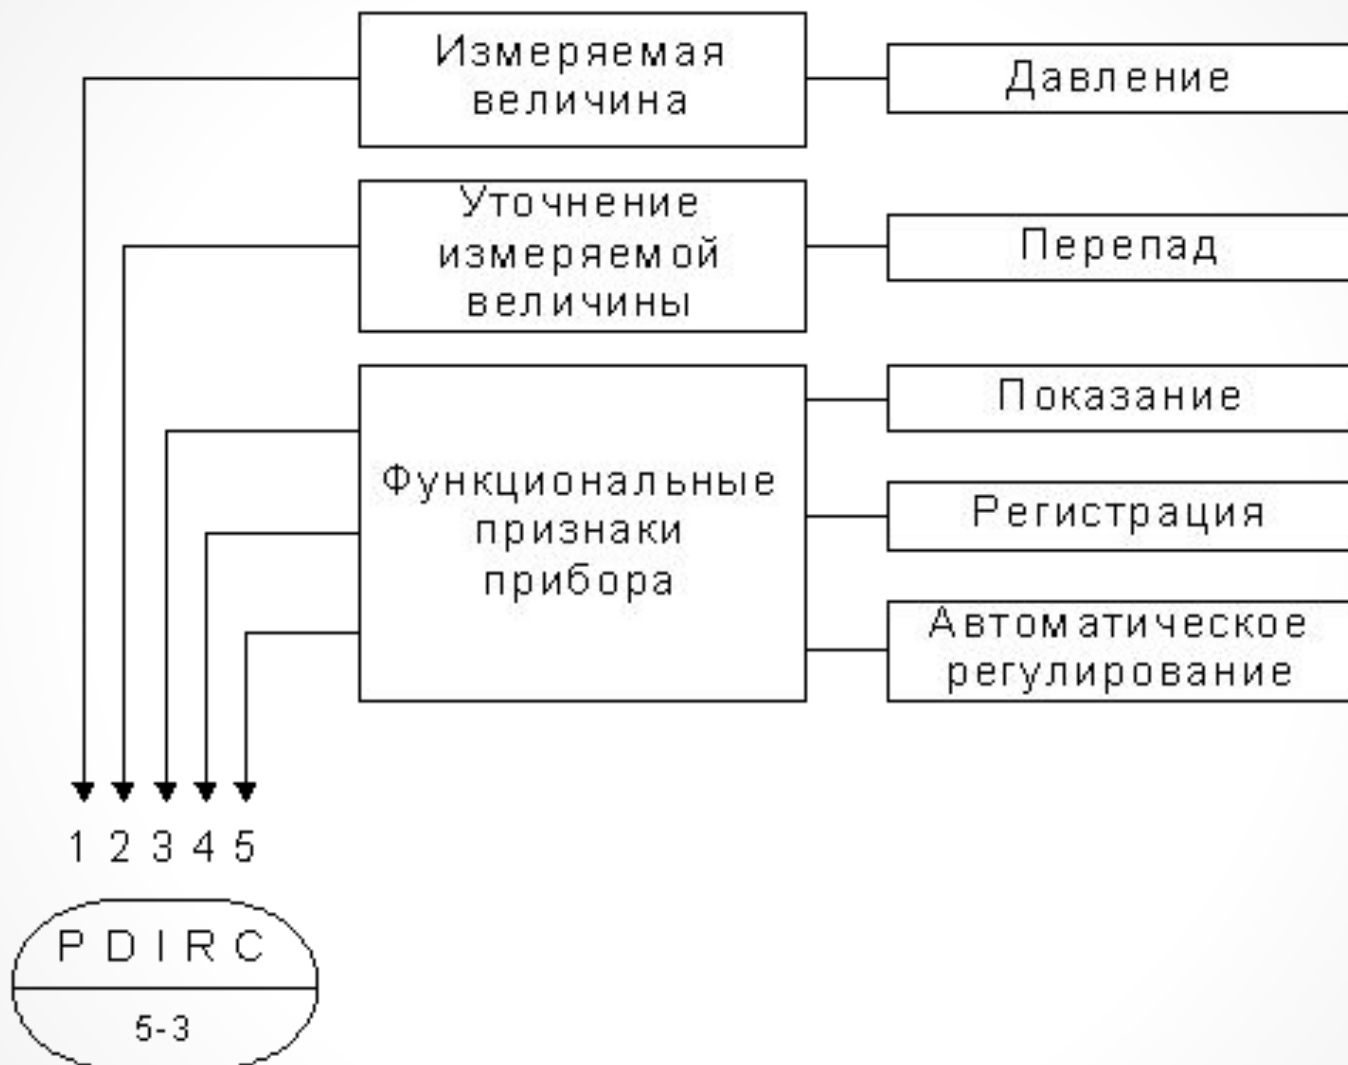 Измеряемая
величина
Давление
Уточнение
измеряемой
величины
Перепад
Функциональные
признаки
прибора
Показание
Регистрация
Автоматическое
регулирование
1 2 3 4 5
P D I R C
5-3